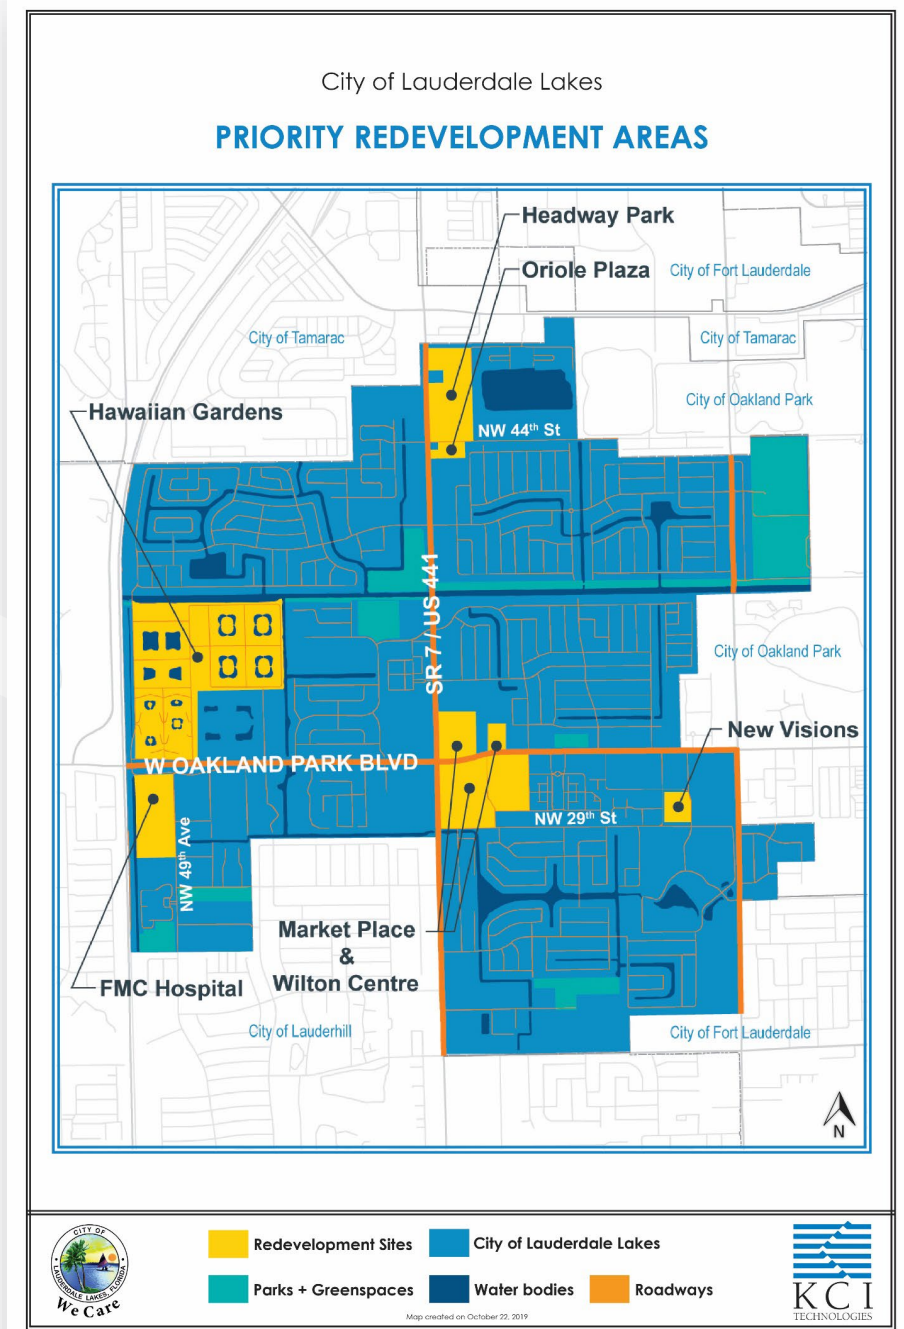 City of Lauderdale Lakes
PRIORITY REDEVELOPMENT AREAS
Headway Park
Oriole Plaza
City of Fort Lauderdale
City of Tamarac
City of Tamarac
City of Oakland Park
Hawaiian Gardens
NW 44th St
SR 7 / US 441
City of Oakland Park
New Visions
W OAKLAND PARK BLVD
NW 29th St
NW 49th Ave
Market Place
&
Wilton Centre
FMC Hospital
City of Lauderhill
City of Fort Lauderdale
N
CITY OF
LAUDERDALE LAKES, FLORIDA
We Care
Redevelopment Sites
City of Lauderdale Lakes
Parks + Greenspaces
Water bodies
Roadways
KCI
TECHNOLOGIES
Map created on October 22, 2019